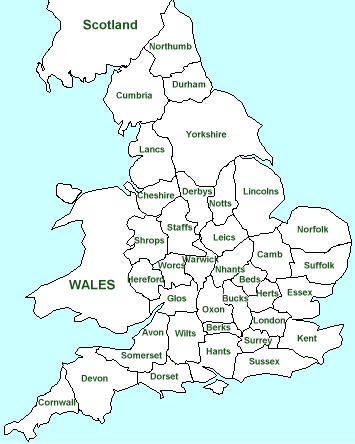 Scotland
Northumb
Durham
Cumbria
Yorkshire
Lancs
Cheshire
Derbys
Notts
Lincolns
Staffs
Shrops
Leics
Norfolk
Camb
Suffolk
Warwick
Worcs
Nhants
Hereford
Beds
WALES
Glos
Bucks
Herts
Essex
Oxon
London
Avon
Wilts
Berks
Surrey
Kent
Somerset
Hants
Sussex
Devon
Dorset
Cornwall